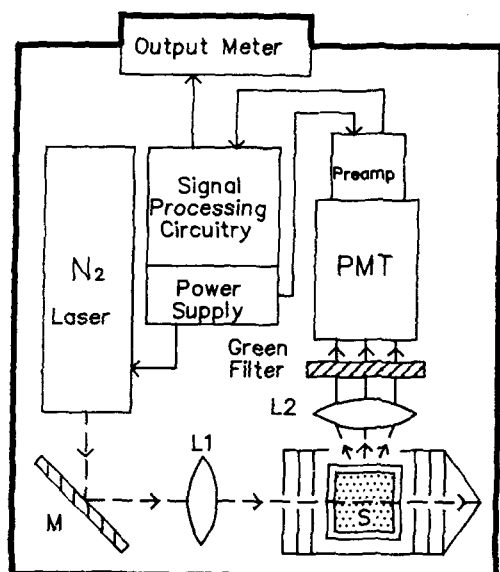 Output Meter
Signal
Processing
Circuitry
Preamp
N2
Laser
Power
Supply
PMT
Green
Filter
L2
L1
M
S